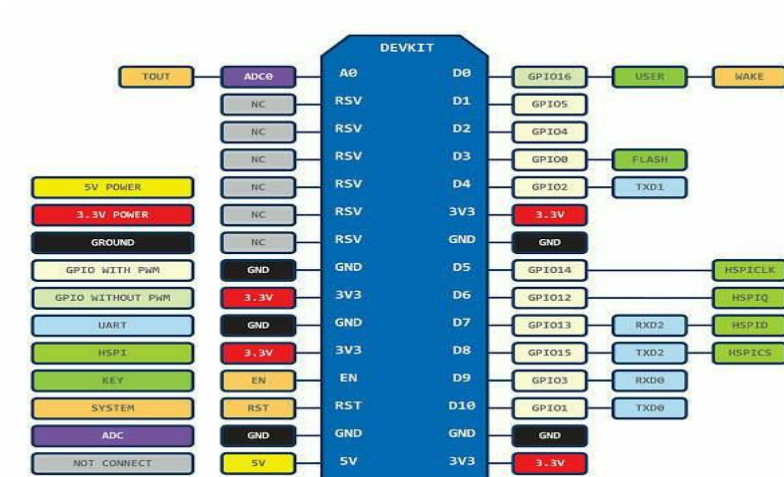 DEVKIT
TOUT ADC0 A0 D0 GPIO16 USER WAKE
NC RSV D1 GPIO5
NC RSV D2 GPIO4
NC RSV D3 GPIO0 FLASH
5V POWER NC RSV D4 GPIO2 TXD1
3.3V POWER NC RSV 3V3 3.3V
GROUND NC RSV GND GND
GPIO WITH PWM GND GND D5 GPIO14 HSPICLK
GPIO WITHOUT PWM 3.3V 3V3 D6 GPIO12 HSPIQ
UART GND GND D7 GPIO13 RXD2 HSPID
HSPI 3.3V 3V3 D8 GPIO15 TXD2 HSPICS
KEY EN EN D9 GPIO3 RXD0
SYSTEM RST RST D10 GPIO1 TXD0
ADC GND GND GND GND
NOT CONNECT 5V 5V 3V3 3.3V